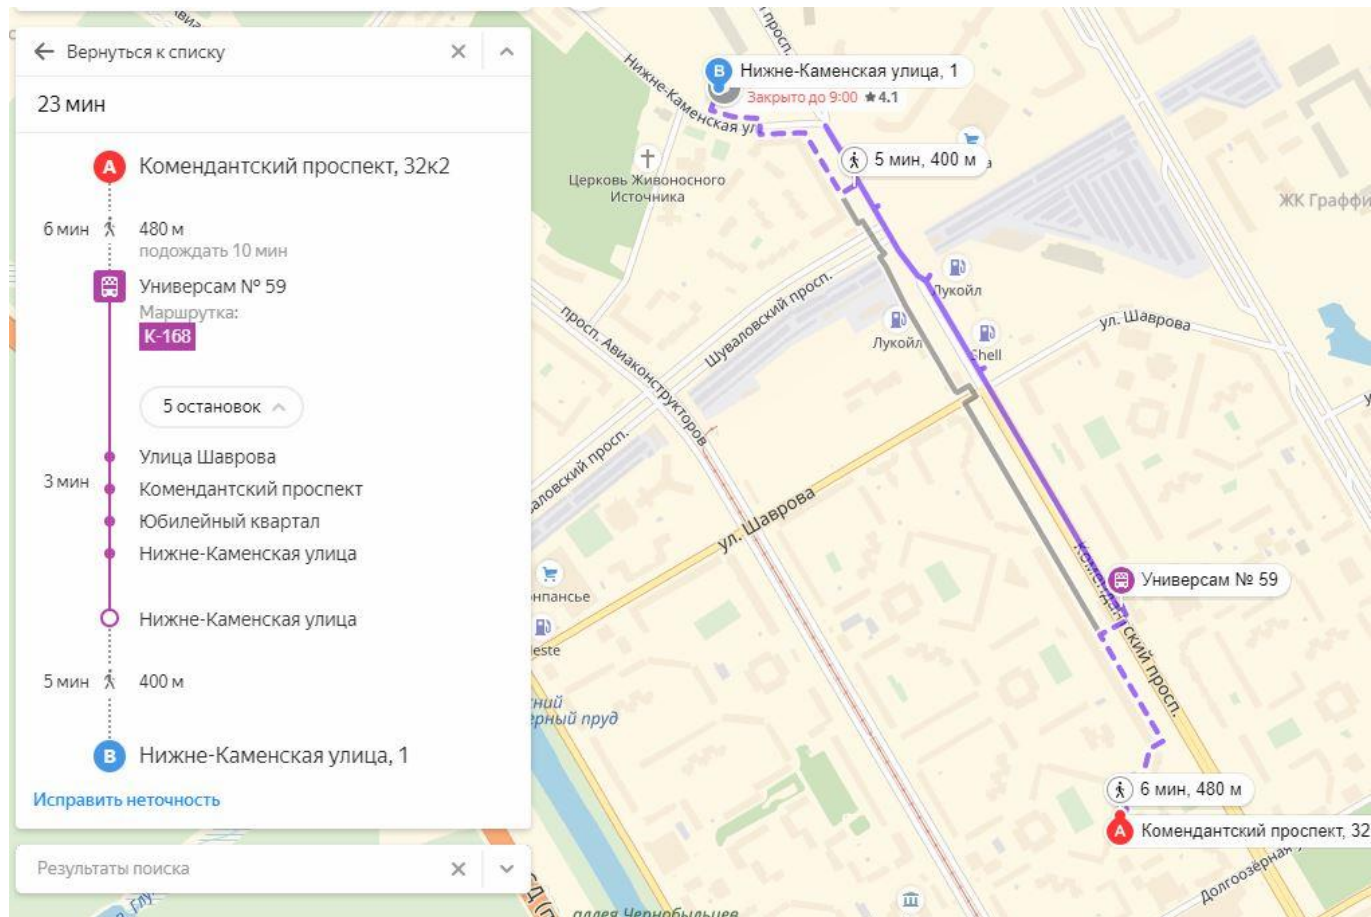 Вернуться к списку
23 мин
A
Комендантский проспект, 32к2
6 мин
480 м
подождать 10 мин
Универсам № 59
Маршрутка:
К-168
5 остановок
Улица Шаврова
3 мин
Комендантский проспект
Юбилейный квартал
Нижне-Каменская улица
Нижне-Каменская улица
5 мин
400 м
B
Нижне-Каменская улица, 1
Исправить неточность
Результаты поиска
просп.
Нижне-Каменская ул.
B
Нижне-Каменская улица, 1
Закрыто до 9:00 ★4.1
5 мин, 400 м
Церковь Живоносного
Источника
ЖК Граффи
Лукойл
Шуваловский просп.
ул. Шаврова
Лукойл
Shell
просп. Авиаконструкторов
ул. Шаврова
Универсам № 59
Комендантский просп.
6 мин, 480 м
A
Комендантский проспект, 32
Долгоозёрная
аллея Чернобыльцев